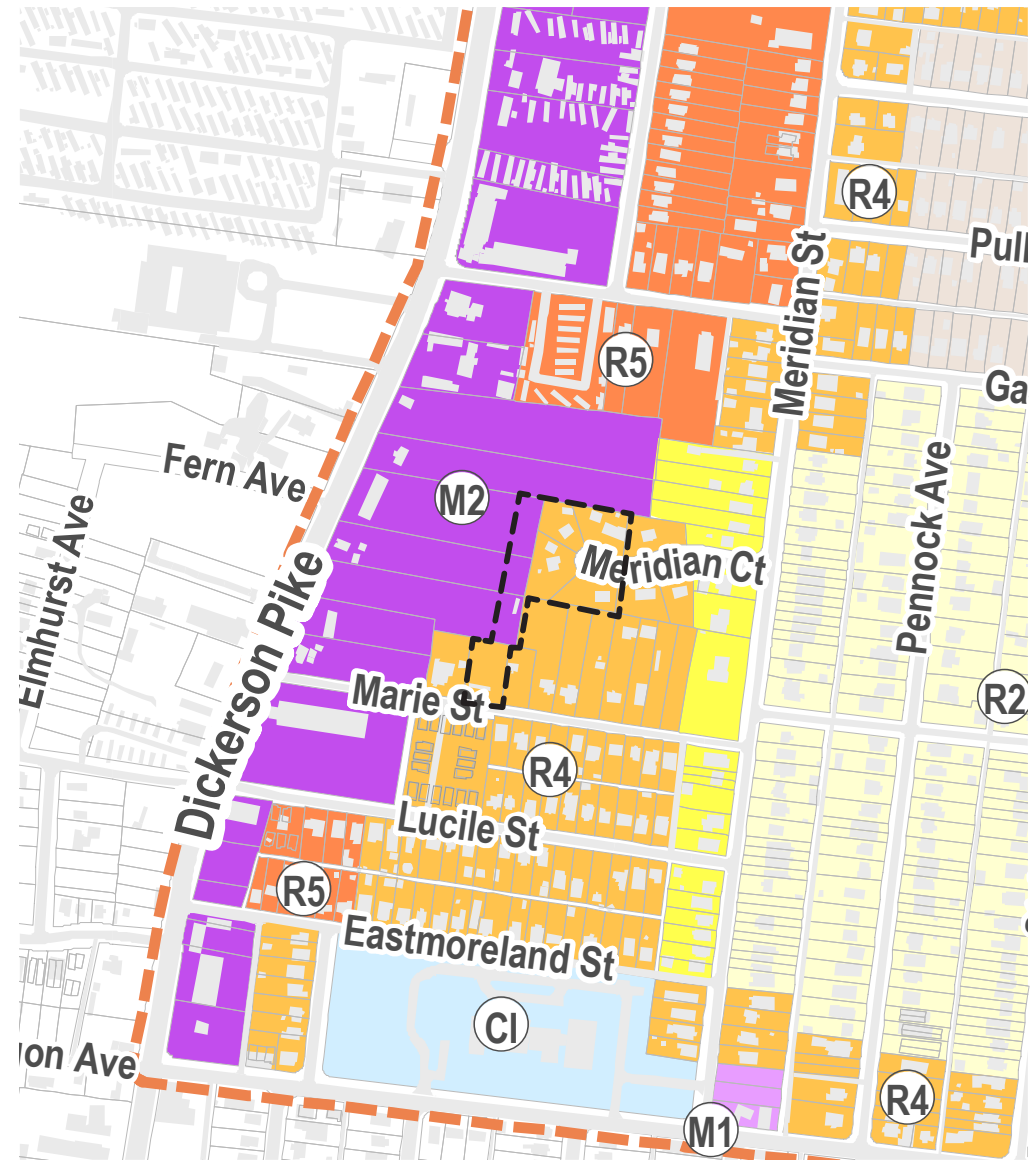 R4
Pull
Meridian St
R5
Ga
Fern Ave
M2
Meridian Ct
Pennock Ave
Elmhurst Ave
Dickerson Pike
Marie St
R2
R4
Lucile St
R5
Eastmoreland St
CI
on Ave
R4
M1